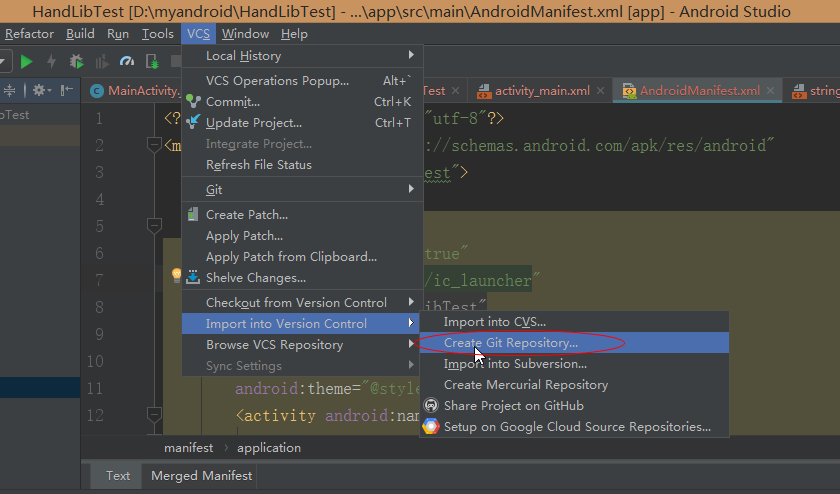 HandLibTest [D:\myandroid\HandLibTest] - ...\app\src\main\AndroidManifest.xml [app] - Android Studio
Refactor Build Run Tools VCS Window Help
Local History
VCS Operations Popup... Alt+`
Commit... Ctrl+K
Update Project... Ctrl+T
Integrate Project...
Refresh File Status
Git
Create Patch...
Apply Patch...
Apply Patch from Clipboard...
Shelve Changes...
Checkout from Version Control
Import into Version Control
Browse VCS Repository
Sync Settings
Import into CVS...
Create Git Repository...
Import into Subversion...
Create Mercurial Repository
Share Project on GitHub
Setup on Google Cloud Source Repositories...
MainActivity. Test activity_main.xml AndroidManifest.xml string
bTest
1 <? "utf-8"?>
2 <m ://schemas.android.com/apk/res/android"
3 est">
4
5
6 true"
7 /ic_launcher"
8 ibTest"
9
10
11 android:theme="@style
12 <activity android:nam
manifest application
Text Merged Manifest